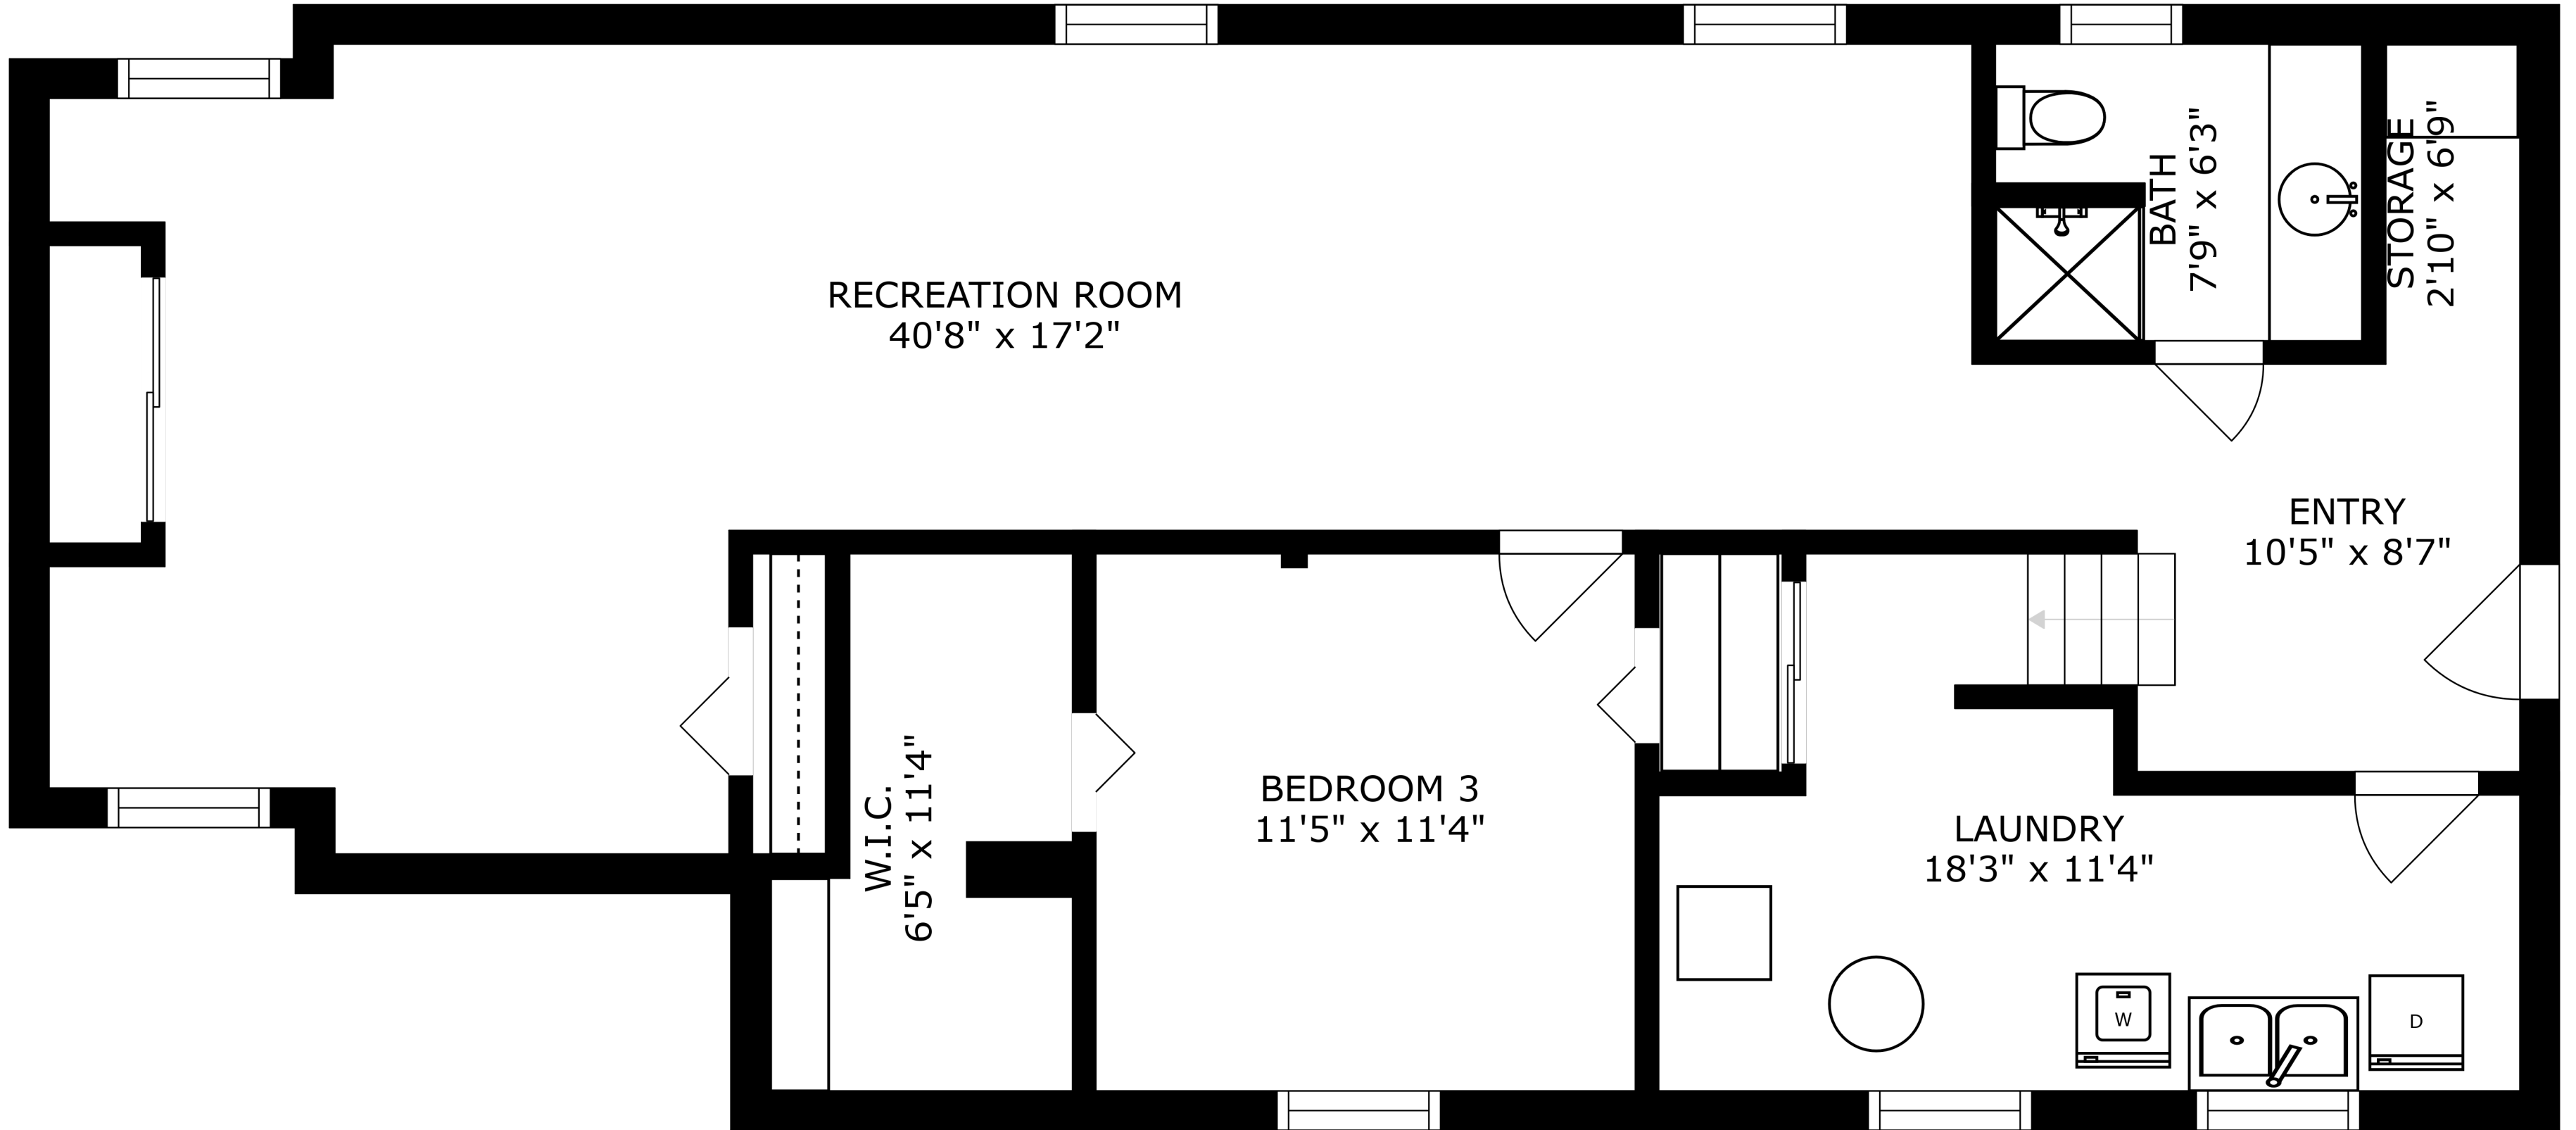 RECREATION ROOM
40'8" x 17'2"
BATH
7'9" x 6'3"
STORAGE
2'10" x 6'9"
ENTRY
10'5" x 8'7"
W.I.C.
6'5" x 11'4"
BEDROOM 3
11'5" x 11'4"
LAUNDRY
18'3" x 11'4"
W
D